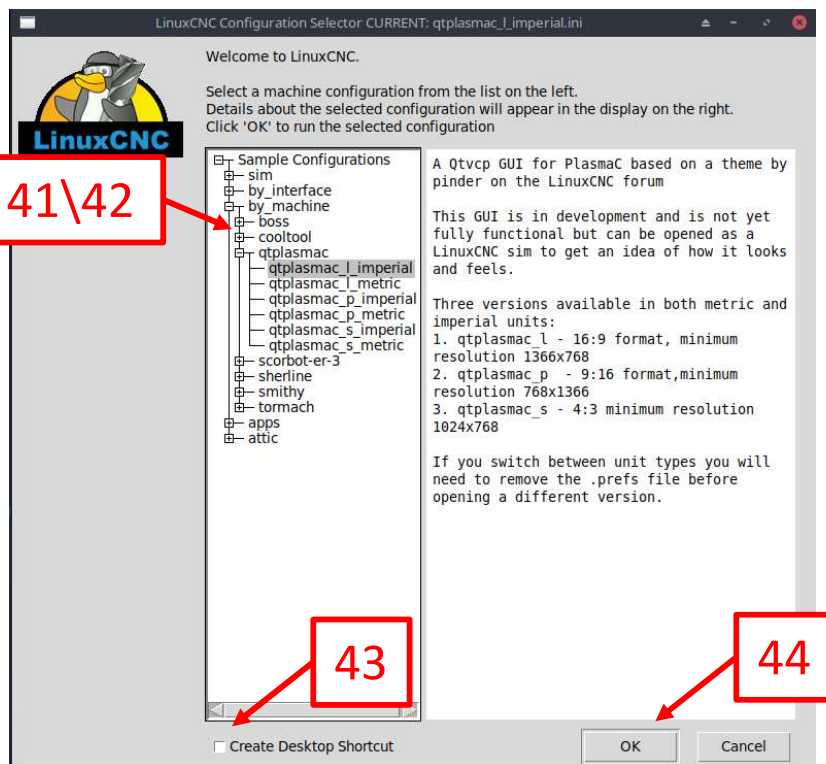 LinuxCNC Configuration Selector CURRENT: qtplasmac_l_imperial.ini
LinuxCNC
Welcome to LinuxCNC.
Select a machine configuration from the list on the left.
Details about the selected configuration will appear in the display on the right.
Click 'OK' to run the selected configuration
41\42
Sample Configurations
sim
by_interface
by_machine
boss
cooltool
qtplasmac
qtplasmac_l_imperial
qtplasmac_l_metric
qtplasmac_p_imperial
qtplasmac_p_metric
qtplasmac_s_imperial
qtplasmac_s_metric
scorbot-er-3
sherline
smithy
tormach
apps
attic
A Qtvcp GUI for PlasmaC based on a theme by
pinder on the LinuxCNC forum
This GUI is in development and is not yet
fully functional but can be opened as a
LinuxCNC sim to get an idea of how it looks
and feels.
Three versions available in both metric and
imperial units:
1. qtplasmac_l - 16:9 format, minimum
resolution 1366x768
2. qtplasmac_p  - 9:16 format,minimum
resolution 768x1366
3. qtplasmac_s - 4:3 minimum resolution
1024x768
If you switch between unit types you will
need to remove the .prefs file before
opening a different version.
43
44
Create Desktop Shortcut
OK
Cancel